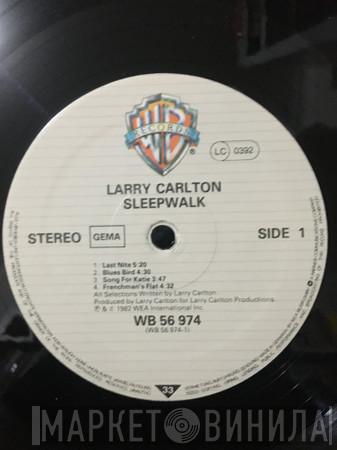 WB
RECORDS
LC 0392
LARRY CARLTON
SLEEPWALK
STEREO GEMA SIDE 1
1. Last Nite 5:20
2. Blues Bird 4:30
3. Song For Katie 3:47
4. Frenchman's Flat 4:32
All Selections Written by Larry Carlton
Produced by Larry Carlton for Larry Carlton Productions.
℗ & © 1982 WEA International Inc.
WB 56 974
(WB 56 974-1)
33
МАРКЕТ ВИНИЛА